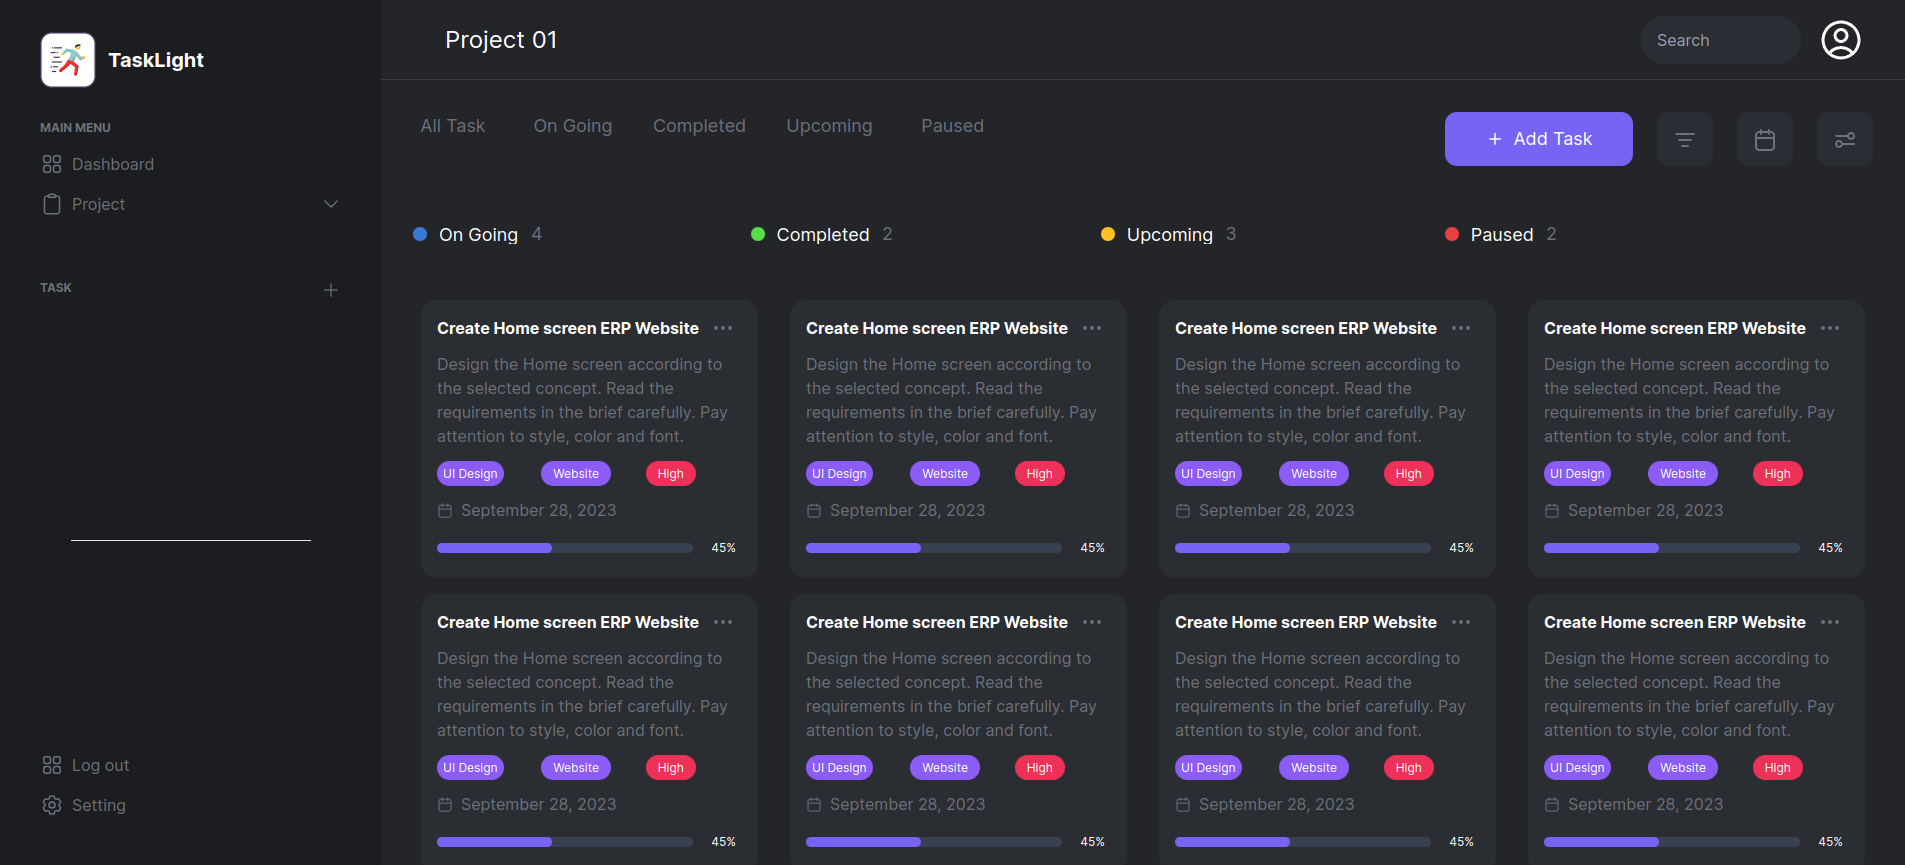 TaskLight
MAIN MENU
Dashboard
Project
TASK
Log out
Setting
Project 01
Search
All Task On Going Completed Upcoming Paused
+ Add Task
On Going 4 Completed 2 Upcoming 3 Paused 2
Create Home screen ERP Website
Design the Home screen according to
the selected concept. Read the
requirements in the brief carefully. Pay
attention to style, color and font.
UI Design Website High
September 28, 2023
45%
Create Home screen ERP Website
Design the Home screen according to
the selected concept. Read the
requirements in the brief carefully. Pay
attention to style, color and font.
UI Design Website High
September 28, 2023
45%
Create Home screen ERP Website
Design the Home screen according to
the selected concept. Read the
requirements in the brief carefully. Pay
attention to style, color and font.
UI Design Website High
September 28, 2023
45%
Create Home screen ERP Website
Design the Home screen according to
the selected concept. Read the
requirements in the brief carefully. Pay
attention to style, color and font.
UI Design Website High
September 28, 2023
45%
Create Home screen ERP Website
Design the Home screen according to
the selected concept. Read the
requirements in the brief carefully. Pay
attention to style, color and font.
UI Design Website High
September 28, 2023
45%
Create Home screen ERP Website
Design the Home screen according to
the selected concept. Read the
requirements in the brief carefully. Pay
attention to style, color and font.
UI Design Website High
September 28, 2023
45%
Create Home screen ERP Website
Design the Home screen according to
the selected concept. Read the
requirements in the brief carefully. Pay
attention to style, color and font.
UI Design Website High
September 28, 2023
45%
Create Home screen ERP Website
Design the Home screen according to
the selected concept. Read the
requirements in the brief carefully. Pay
attention to style, color and font.
UI Design Website High
September 28, 2023
45%